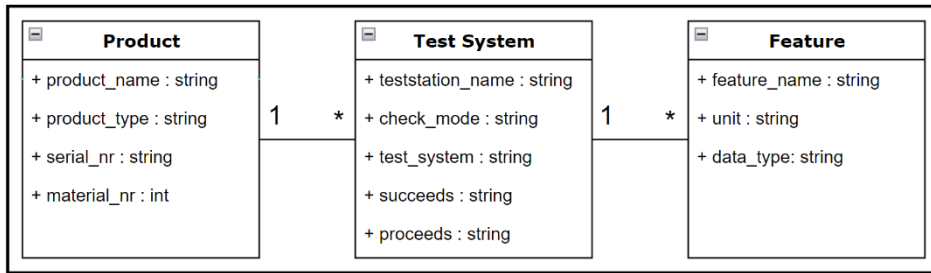 Product
+ product_name : string
+ product_type : string
+ serial_nr : string
+ material_nr : int
1 *
Test System
+ teststation_name : string
+ check_mode : string
+ test_system : string
+ succeeds : string
+ proceeds : string
1 *
Feature
+ feature_name : string
+ unit : string
+ data_type: string